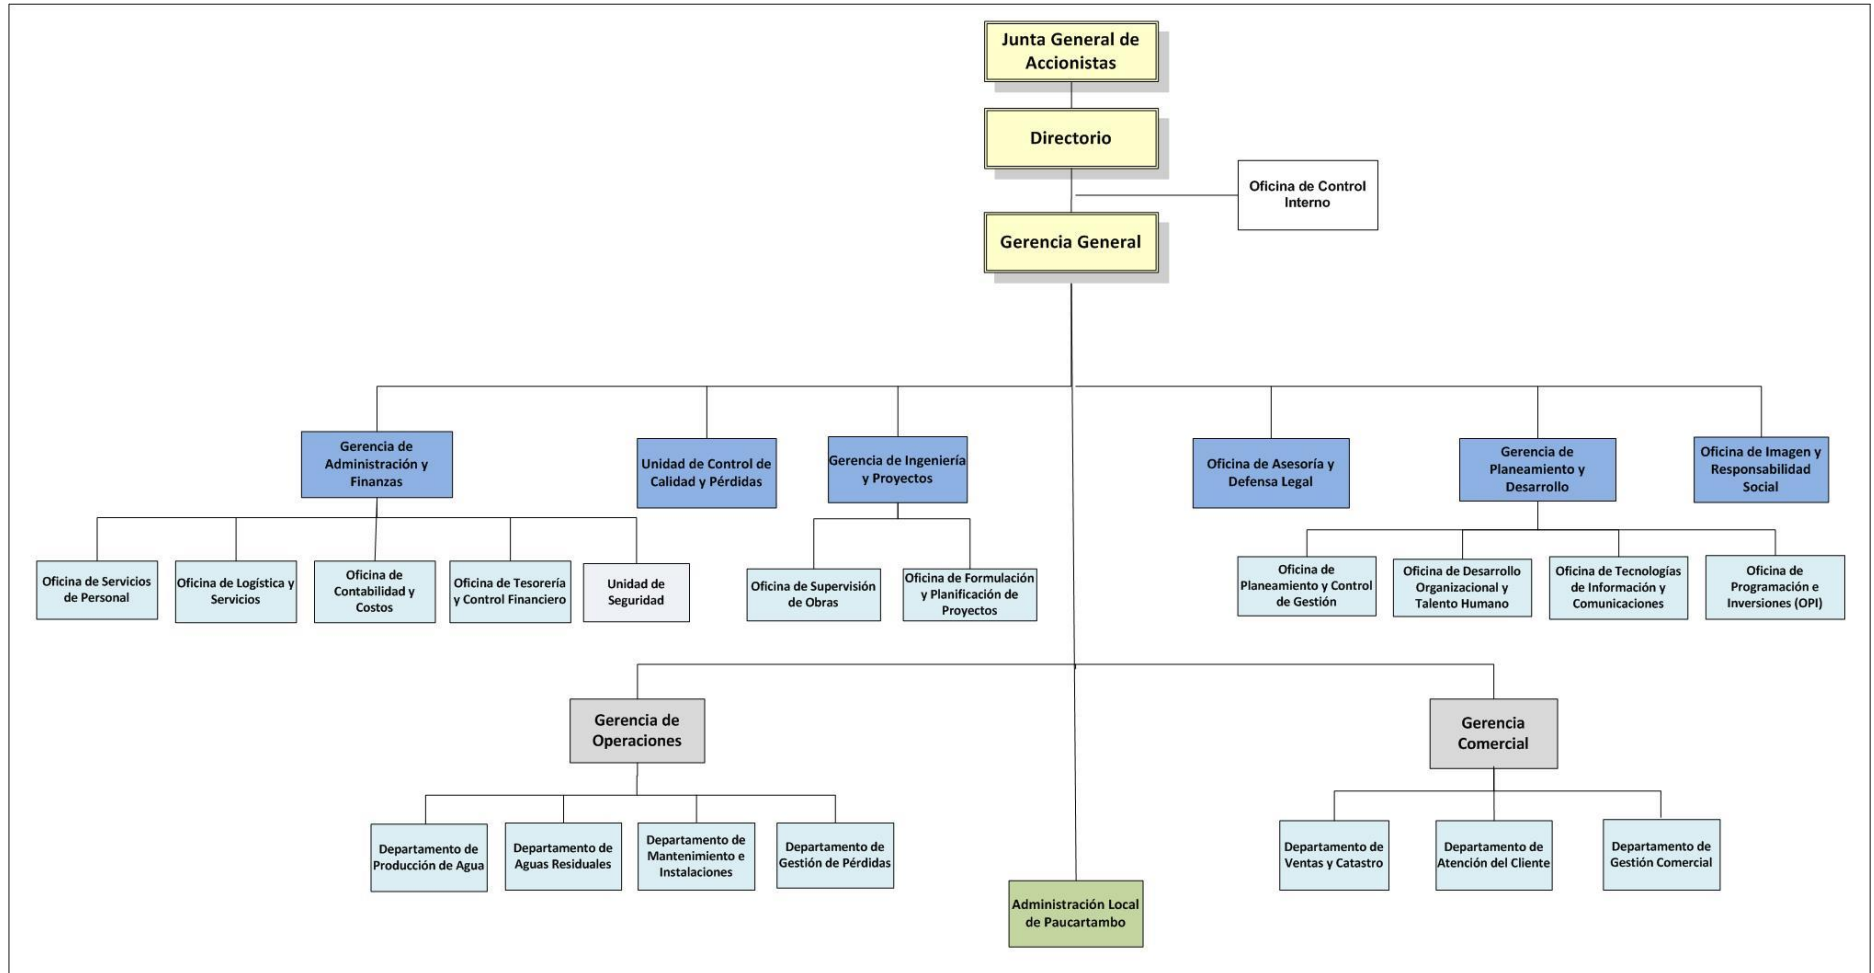 Junta General de
Accionistas
Directorio
Oficina de Control
Interno
Gerencia General
Gerencia de
Administración y
Finanzas
Unidad de Control de
Calidad y Pérdidas
Gerencia de Ingeniería
y Proyectos
Oficina de Asesoría y
Defensa Legal
Gerencia de
Planeamiento y
Desarrollo
Oficina de Imagen y
Responsabilidad
Social
Oficina de Servicios
de Personal
Oficina de Logística y
Servicios
Oficina de
Contabilidad y
Costos
Oficina de Tesorería
y Control Financiero
Unidad de
Seguridad
Oficina de Supervisión
de Obras
Oficina de Formulación
y Planificación de
Proyectos
Oficina de
Planeamiento y Control
de Gestión
Oficina de Desarrollo
Organizacional y
Talento Humano
Oficina de Tecnologías
de Información y
Comunicaciones
Oficina de
Programación e
Inversiones (OPI)
Gerencia de
Operaciones
Gerencia
Comercial
Departamento de
Producción de Agua
Departamento de
Aguas Residuales
Departamento de
Mantenimiento e
Instalaciones
Departamento de
Gestión de Pérdidas
Departamento de
Ventas y Catastro
Departamento de
Atención del Cliente
Departamento de
Gestión Comercial
Administración Local
de Paucartambo